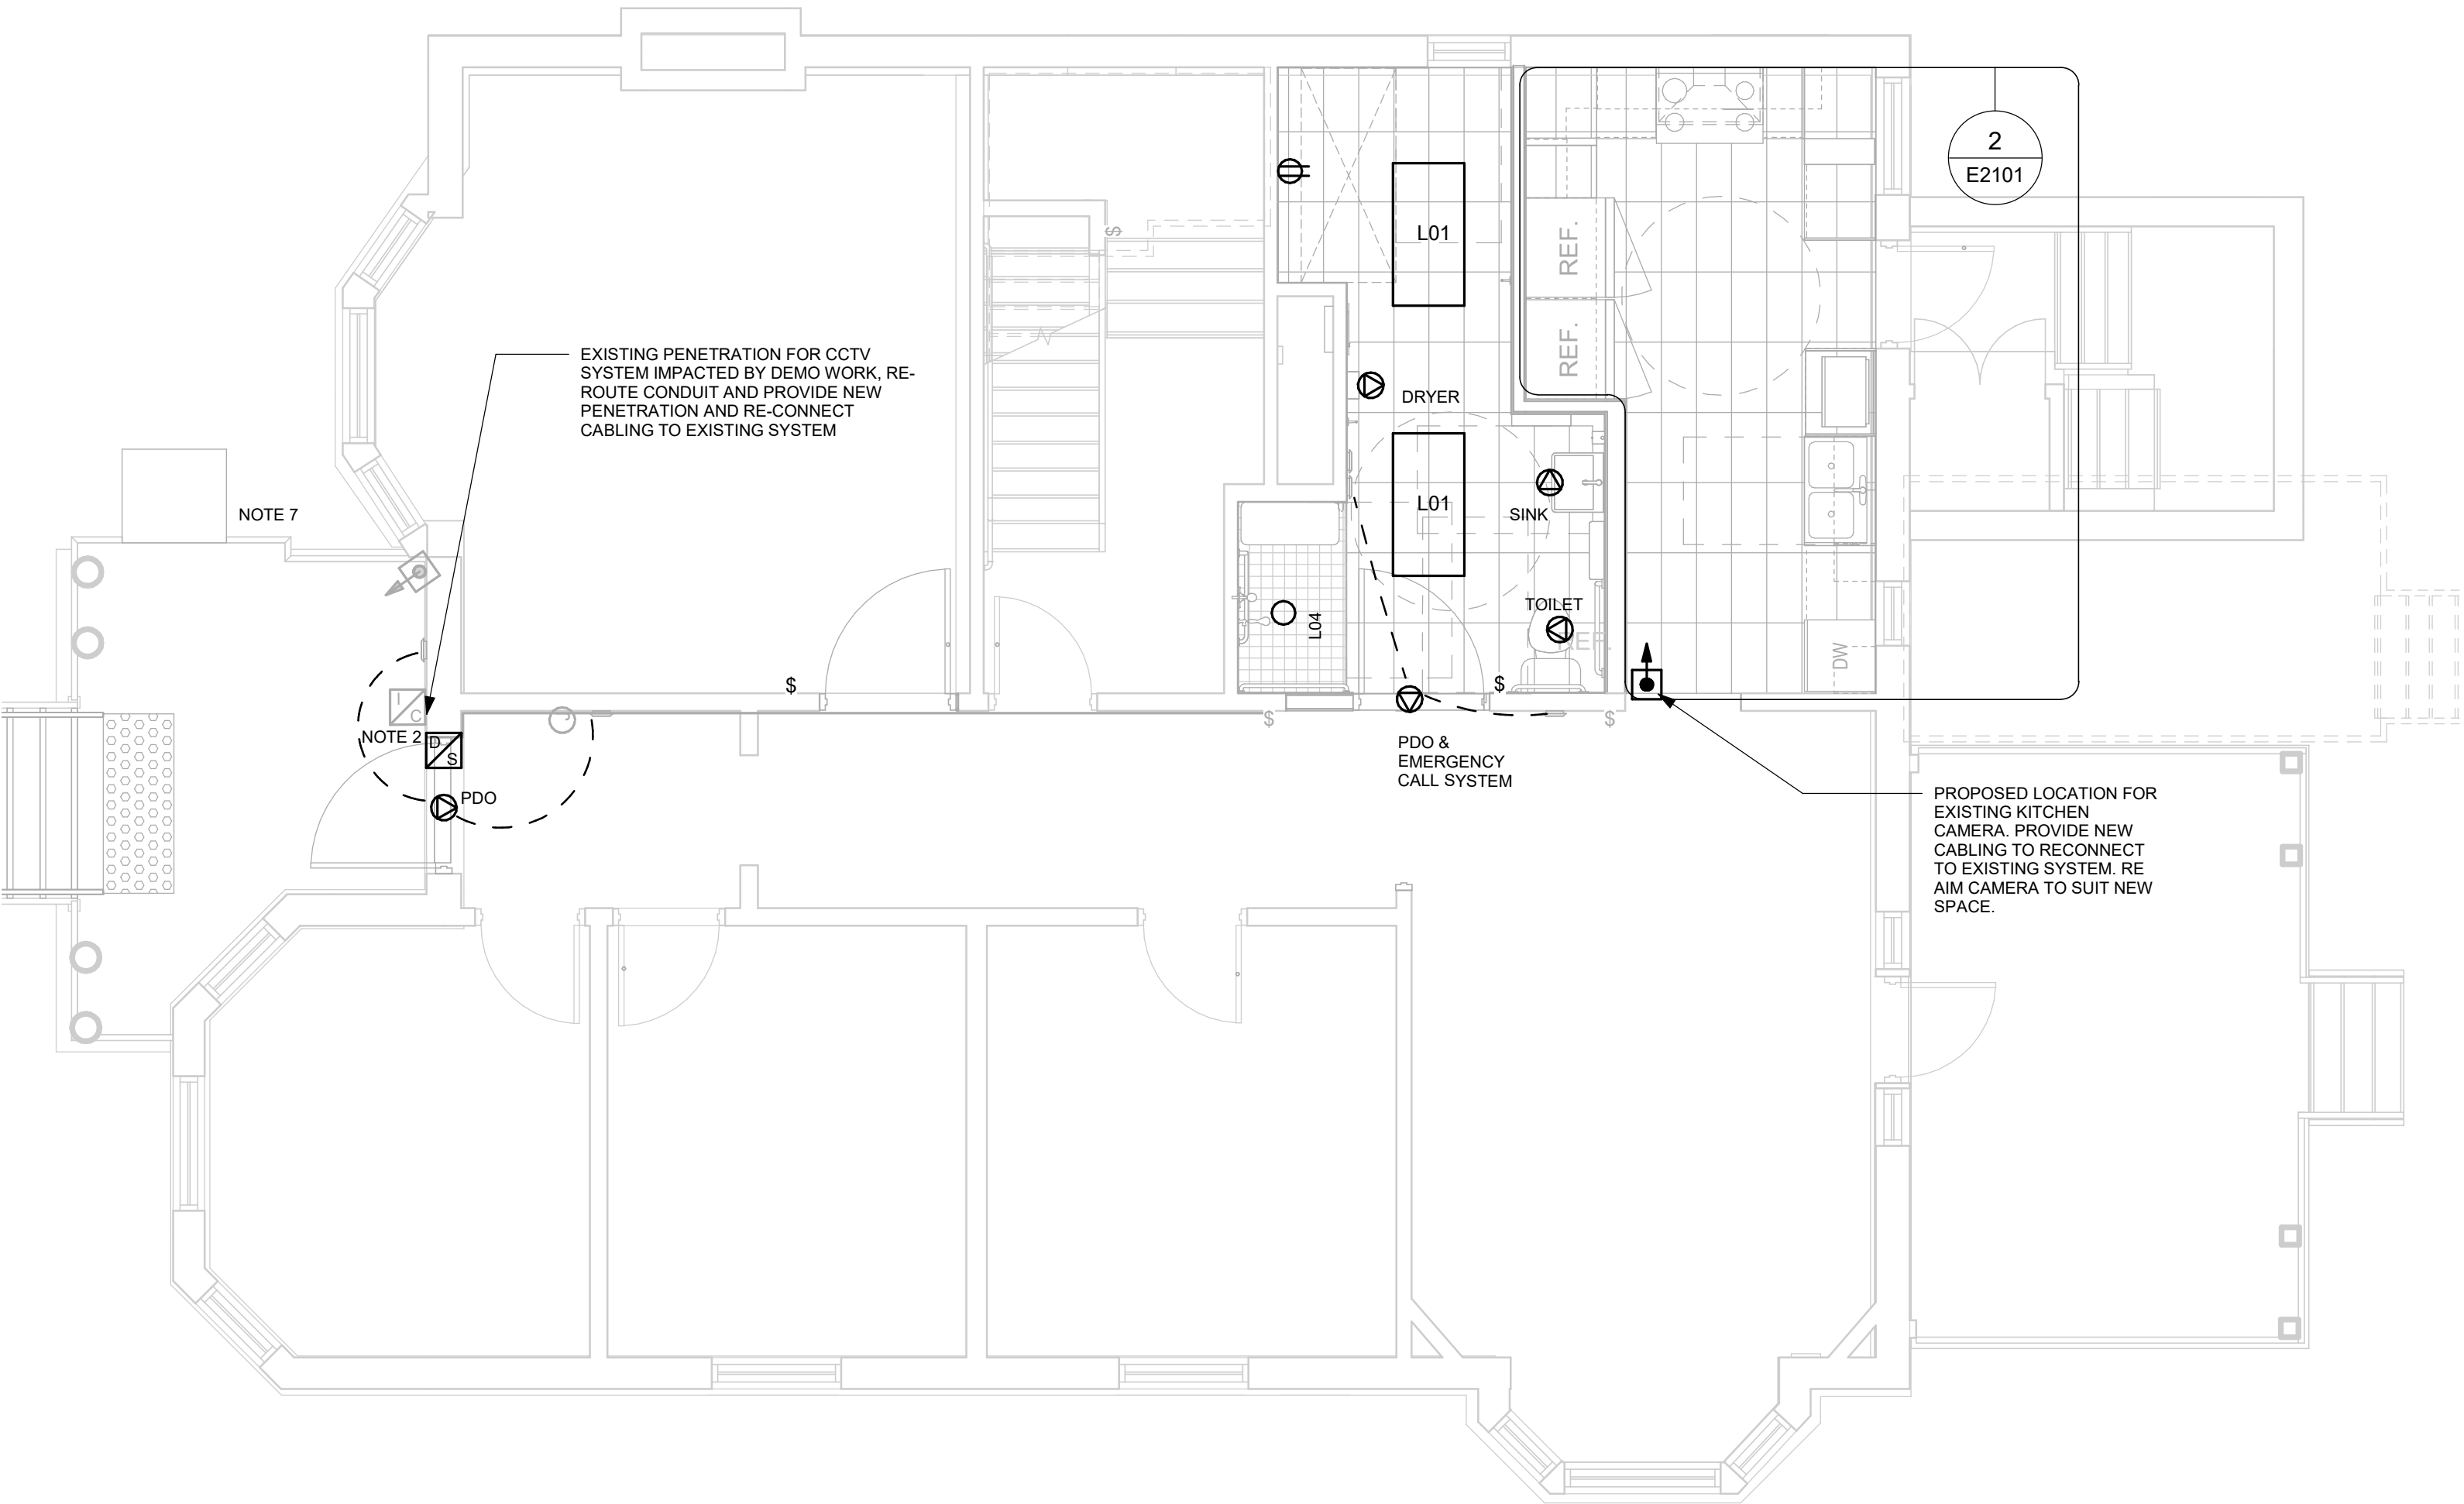 2
E2101
$
L01
REF.
REF.
EXISTING PENETRATION FOR CCTV
SYSTEM IMPACTED BY DEMO WORK, RE-
ROUTE CONDUIT AND PROVIDE NEW
PENETRATION AND RE-CONNECT
CABLING TO EXISTING SYSTEM
DRYER
L01
SINK
NOTE 7
TOILET
L04
DW
$
$
$
$
I
C
NOTE 2
D
S
PDO
PDO &
EMERGENCY
CALL SYSTEM
PROPOSED LOCATION FOR
EXISTING KITCHEN
CAMERA. PROVIDE NEW
CABLING TO RECONNECT
TO EXISTING SYSTEM. RE
AIM CAMERA TO SUIT NEW
SPACE.